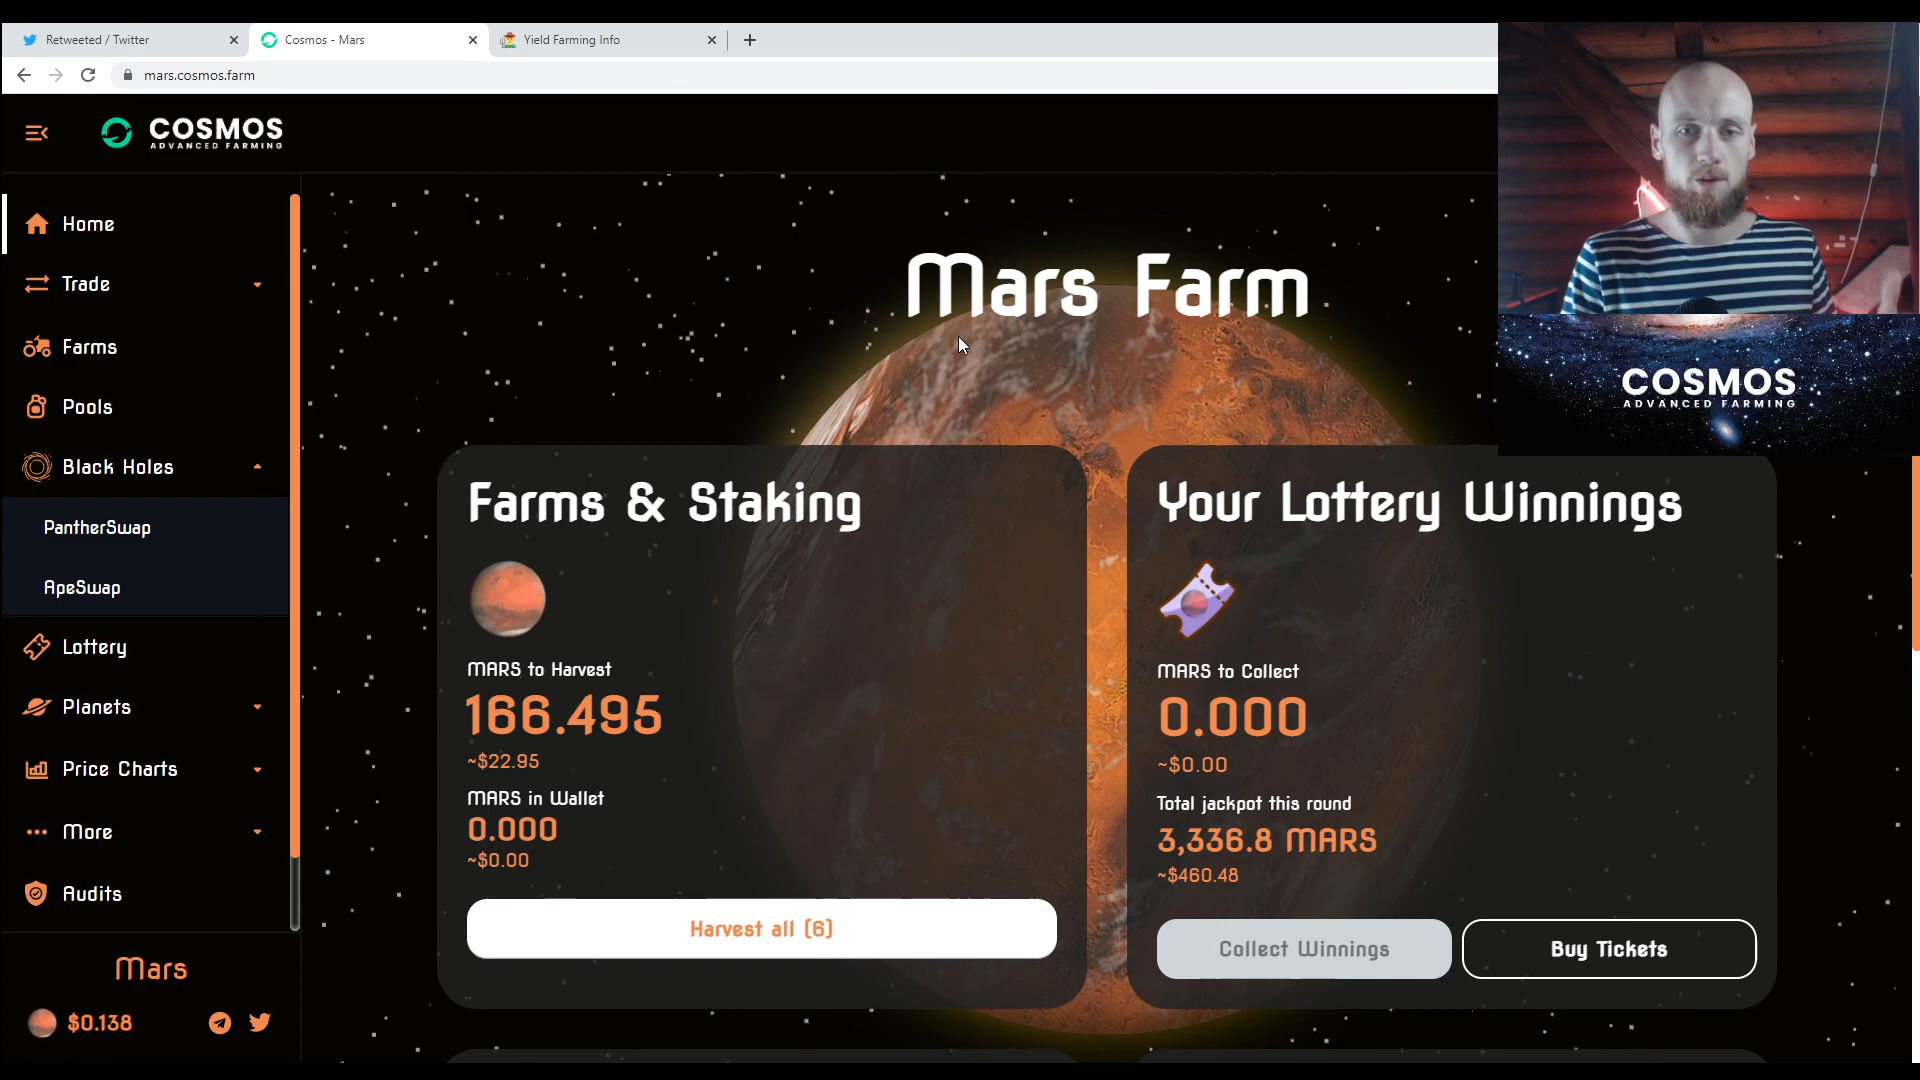 Retweeted / Twitter
Cosmos - Mars
Yield Farming Info
mars.cosmos.farm
COSMOS
ADVANCED FARMING
Home
Trade
Farms
Pools
Black Holes
PantherSwap
ApeSwap
Lottery
Planets
Price Charts
More
Audits
Mars
$0.138
Mars Farm
Farms & Staking
MARS to Harvest
166.495
~$22.95
MARS in Wallet
0.000
~$0.00
Harvest all (6)
Your Lottery Winnings
MARS to Collect
0.000
~$0.00
Total jackpot this round
3,336.8 MARS
~$460.48
Collect Winnings
Buy Tickets
COSMOS
ADVANCED FARMING